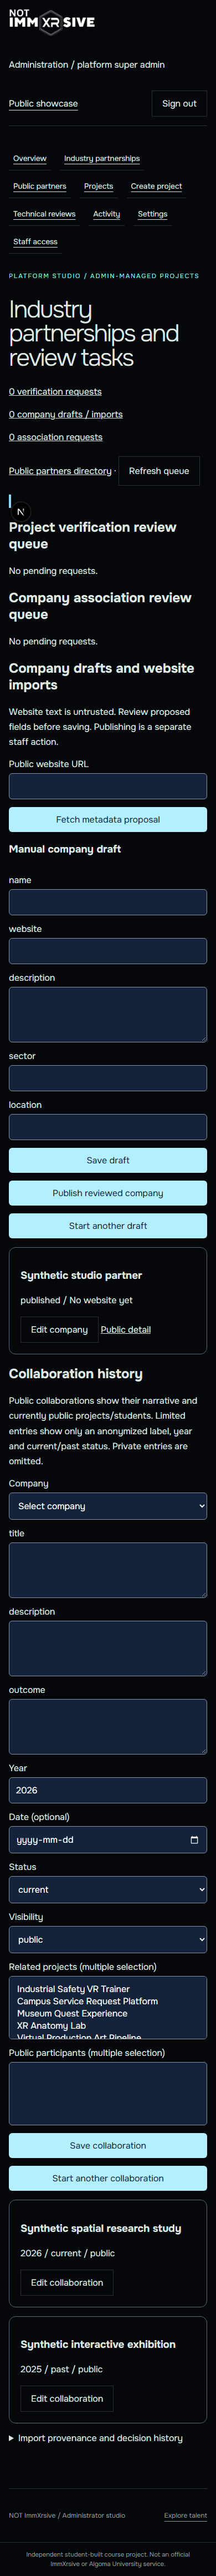 NOT
IMMXRSIVE
Administration / platform super admin
Public showcase
Sign out
Overview
Industry partnerships
Public partners
Projects
Create project
Technical reviews
Activity
Settings
Staff access
PLATFORM STUDIO / ADMIN-MANAGED PROJECTS
Industry
partnerships and
review tasks
0 verification requests
0 company drafts / imports
0 association requests
Public partners directory · Refresh queue
N
Project verification review
queue
No pending requests.
Company association review
queue
No pending requests.
Company drafts and website
imports
Website text is untrusted. Review proposed
fields before saving. Publishing is a separate
staff action.
Public website URL
Fetch metadata proposal
Manual company draft
name
website
description
sector
location
Save draft
Publish reviewed company
Start another draft
Synthetic studio partner
published / No website yet
Edit company Public detail
Collaboration history
Public collaborations show their narrative and
currently public projects/students. Limited
entries show only an anonymized label, year
and current/past status. Private entries are
omitted.
Company
Select company
title
description
outcome
Year
2026
Date (optional)
yyyy-mm-dd
Status
current
Visibility
public
Related projects (multiple selection)
Industrial Safety VR Trainer
Campus Service Request Platform
Museum Quest Experience
XR Anatomy Lab
Virtual Production Art Pipeline
Public participants (multiple selection)
Save collaboration
Start another collaboration
Synthetic spatial research study
2026 / current / public
Edit collaboration
Synthetic interactive exhibition
2025 / past / public
Edit collaboration
Import provenance and decision history
NOT ImmXrsive / Administrator studio
Explore talent
Independent student-built course project. Not an official
ImmXrsive or Algoma University service.